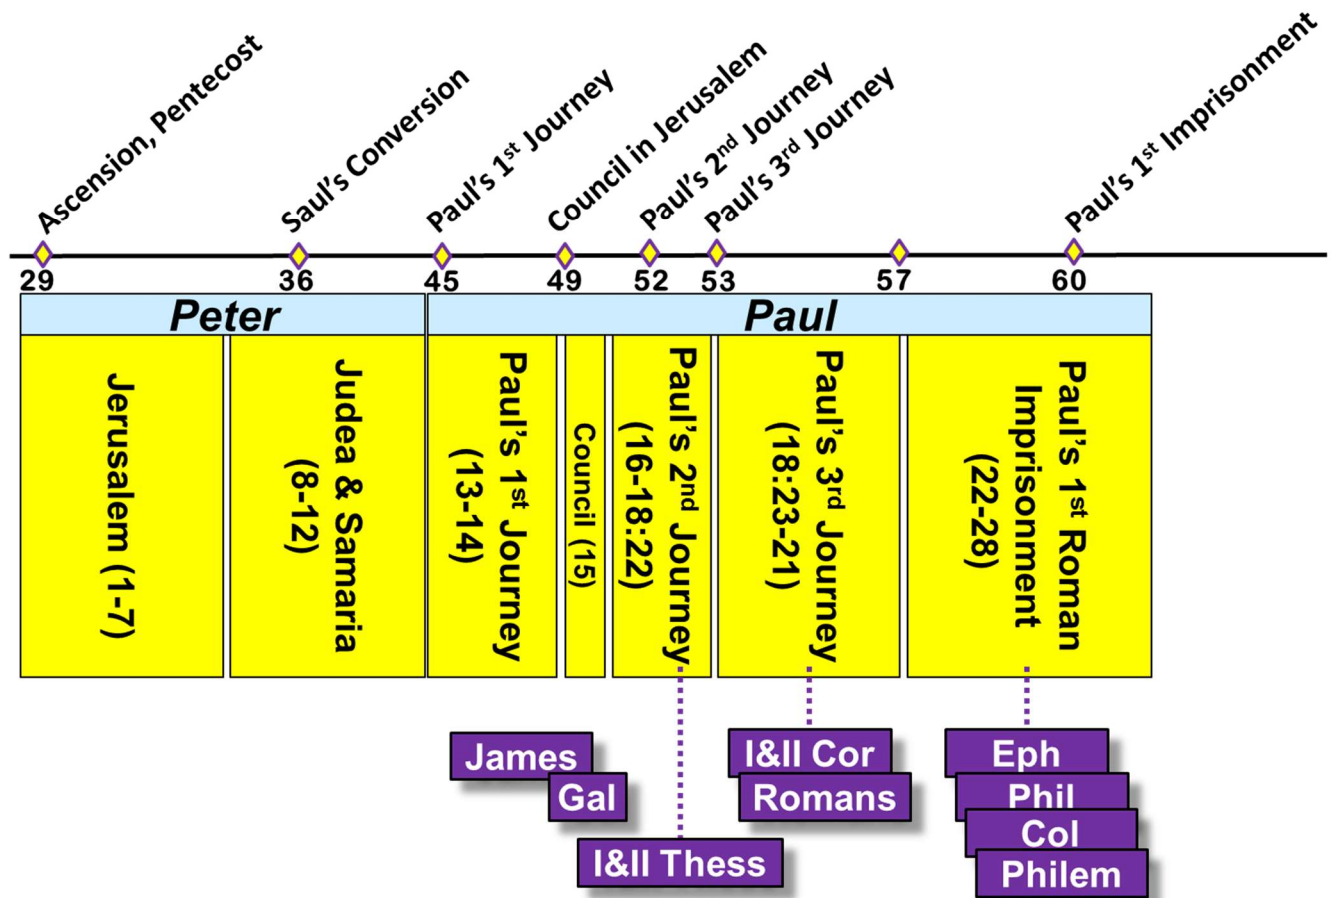 Ascension, Pentecost
Saul's Conversion
Paul's 1st Journey
Council in Jerusalem
Paul's 2nd Journey
Paul's 3rd Journey
Paul's 1st Imprisonment
29 36 45 49 52 53 57 60
Peter Paul
Jerusalem (1-7)
Judea & Samaria
(8-12)
Paul's 1st Journey
(13-14)
Council (15)
Paul's 2nd Journey
(16-18:22)
Paul's 3rd Journey
(18:23-21)
Paul's 1st Roman
Imprisonment
(22-28)
James
Gal
I&II Thess
I&II Cor
Romans
Eph
Phil
Col
Philem